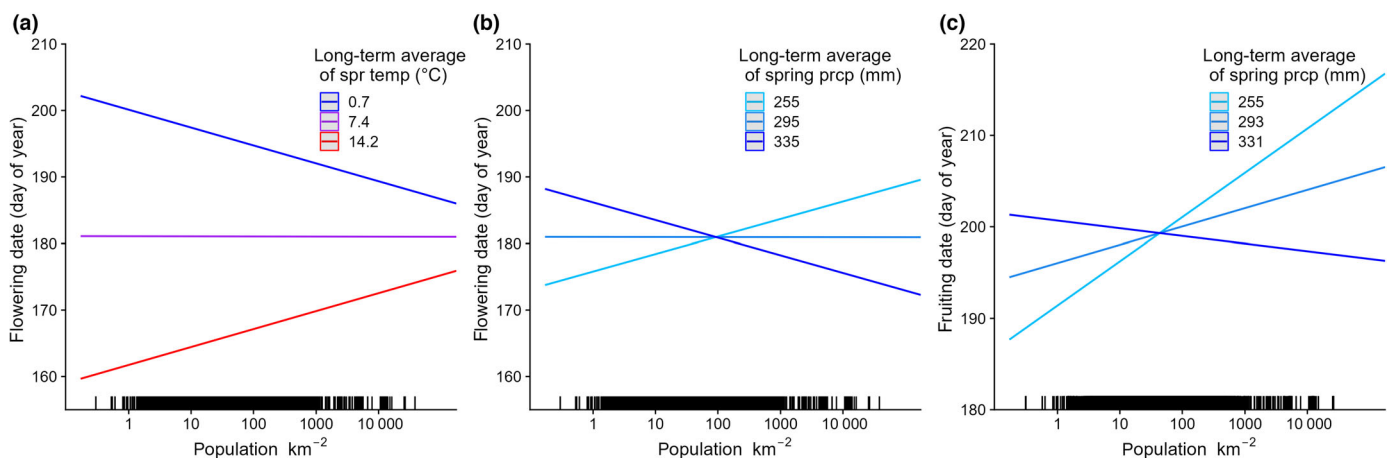 (a)
210
200
190
180
170
160
Flowering date (day of year)
Long-term average
of spr temp (°C)
0.7
7.4
14.2
1
10
100
1000
10 000
Population km⁻²
(b)
210
200
190
180
170
160
Flowering date (day of year)
Long-term average
of spring prcp (mm)
255
295
335
1
10
100
1000
10 000
Population km⁻²
(c)
220
210
200
190
180
Fruiting date (day of year)
Long-term average
of spring prcp (mm)
255
293
331
1
10
100
1000
10 000
Population km⁻²